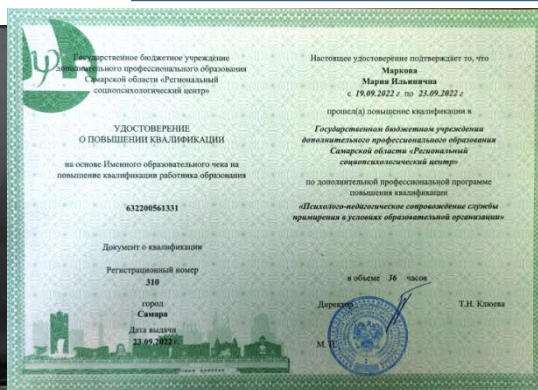 Государственное бюджетное учреждение
дополнительного профессионального образования
Самарской области «Региональный
социопсихологический центр»
УДОСТОВЕРЕНИЕ
О ПОВЫШЕНИИ КВАЛИФИКАЦИИ
на основе Именного образовательного чека на
повышение квалификации работника образования
632200561331
Документ о квалификации
Регистрационный номер
310
город
Самара
Дата выдачи
23.09.2022 г.
Настоящее удостоверение подтверждает то, что
Маркова
Мария Ильинична
с 19.09.2022 г по 23.09.2022 г
прошел(а) повышение квалификации в
Государственном бюджетном учреждении
дополнительного профессионального образования
Самарской области «Региональный
социопсихологический центр»
по дополнительной профессиональной программе
повышения квалификации
«Психолого-педагогическое сопровождение службы
примирения в условиях образовательной организации»
в объеме 36 часов
Директор Т.Н. Клюева
М. П.